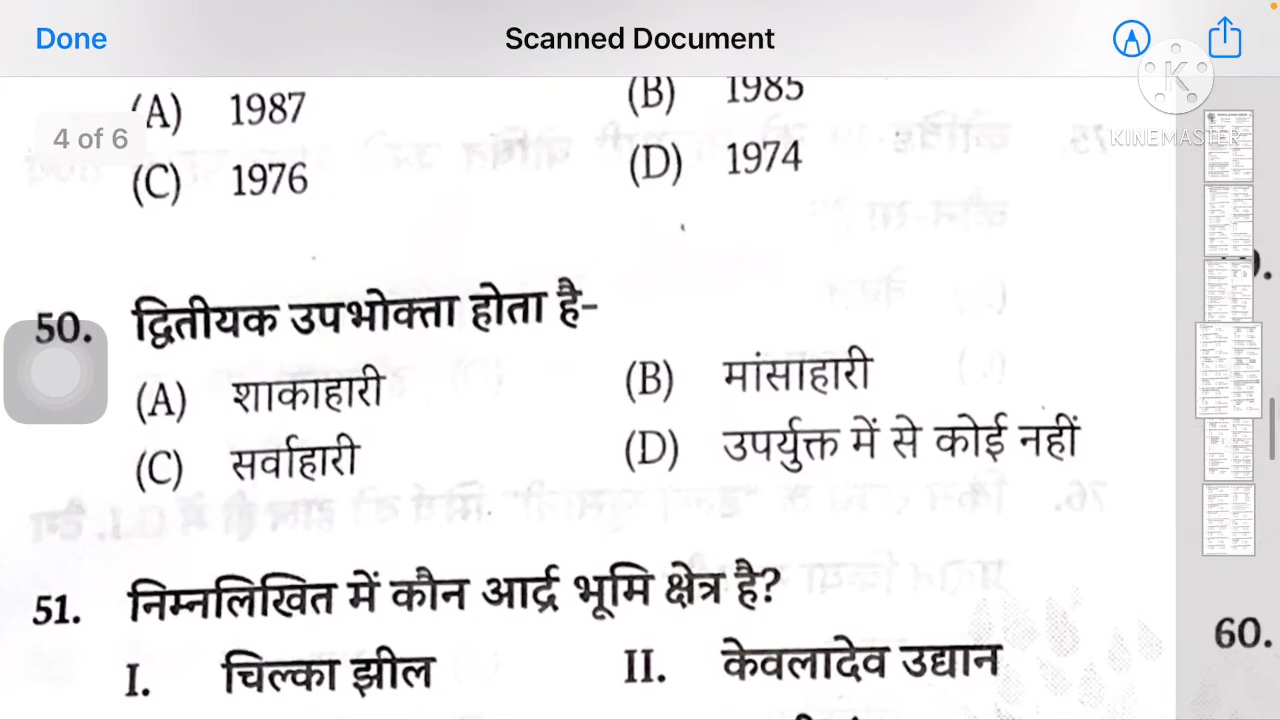 Done
Scanned Document
4 of 6
(A) 1987
(B) 1985
(C) 1976
(D) 1974
KINEMASTER
50. द्वितीयक उपभोक्ता होता है-
(A) शाकाहारी
(B) मांसाहारी
(C) सर्वाहारी
(D) उपर्युक्त में से कोई नहीं
51. निम्नलिखित में कौन आर्द्र भूमि क्षेत्र है?
I. चिल्का झील
II. केवलादेव उद्यान
60.